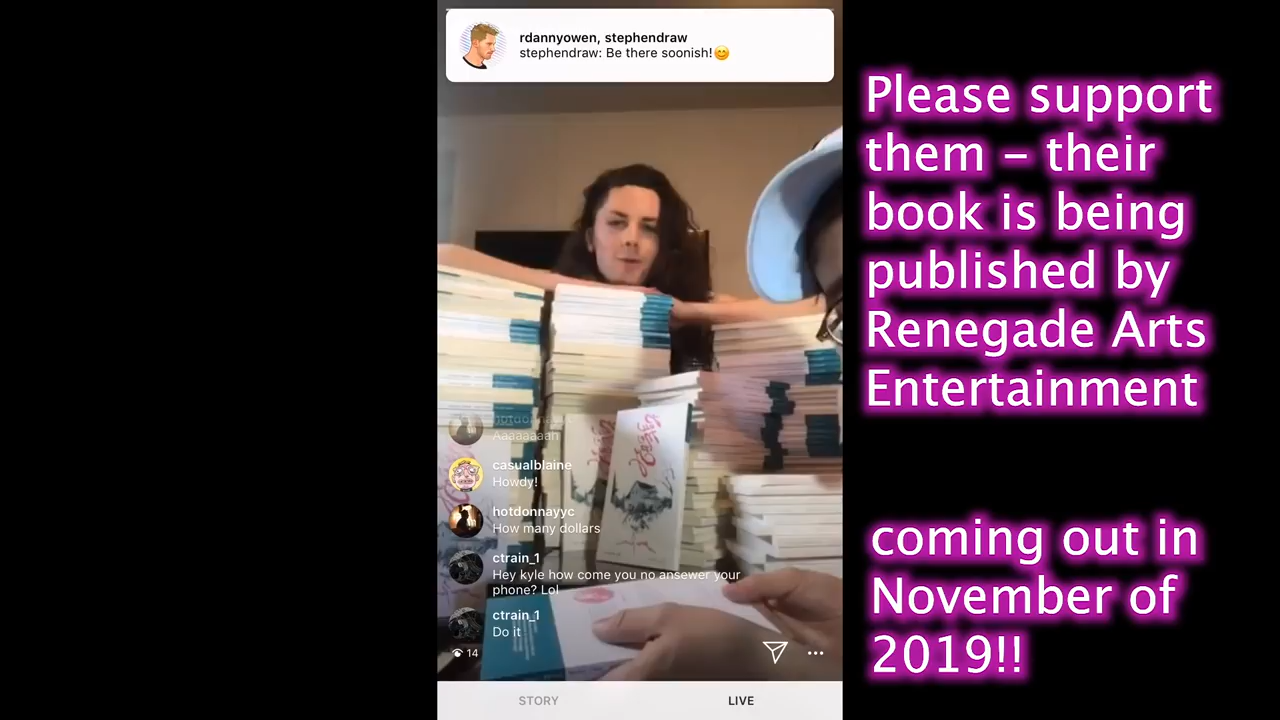 rdannyowen, stephendraw
stephendraw: Be there soonish!😊
Please support
them – their
book is being
published by
Renegade Arts
Entertainment
coming out in
November of
2019!!
Aaaaaaaah
casualblaine
Howdy!
hotdonnayyc
How many dollars
ctrain_1
Hey kyle how come you no ansewer your
phone? Lol
ctrain_1
Do it
14
STORY
LIVE